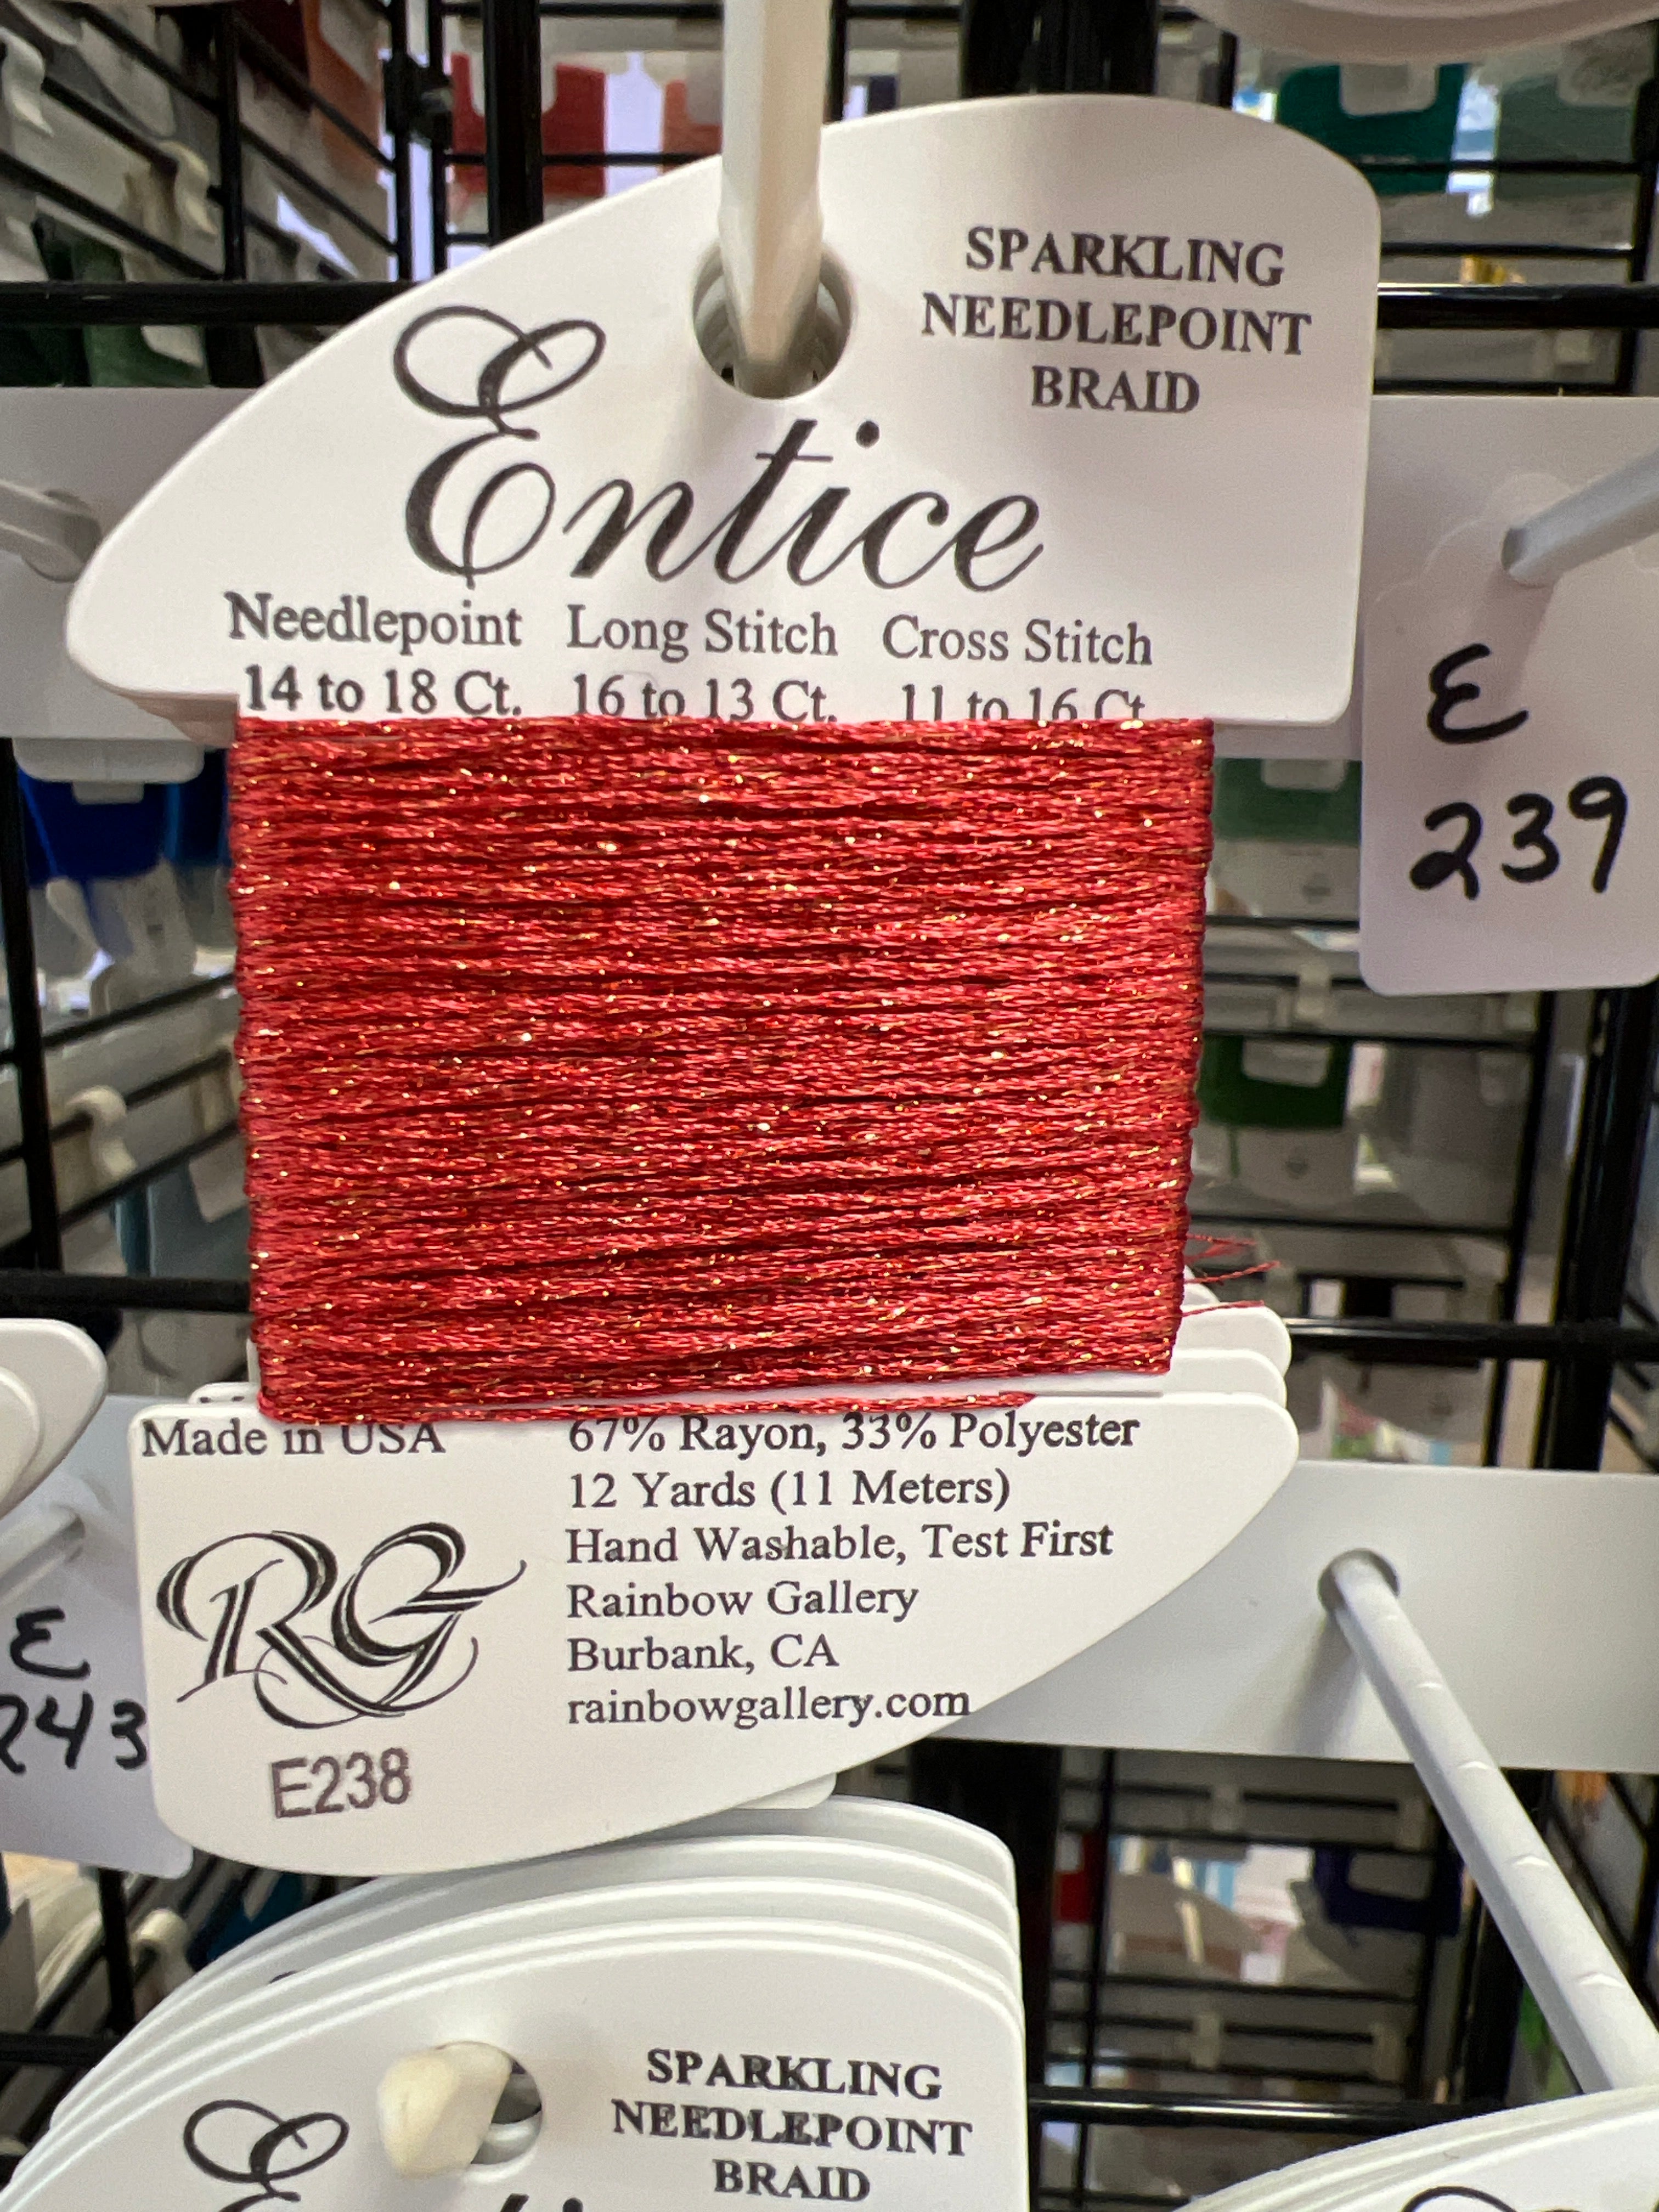 SPARKLING
NEEDLEPOINT
BRAID
Entice
Needlepoint Long Stitch Cross Stitch
14 to 18 Ct. 16 to 13 Ct. 11 to 16 Ct.
E
239
Made in USA
67% Rayon, 33% Polyester
12 Yards (11 Meters)
Hand Washable, Test First
Rainbow Gallery
Burbank, CA
rainbowgallery.com
RG
E238
E
243
SPARKLING
NEEDLEPOINT
BRAID